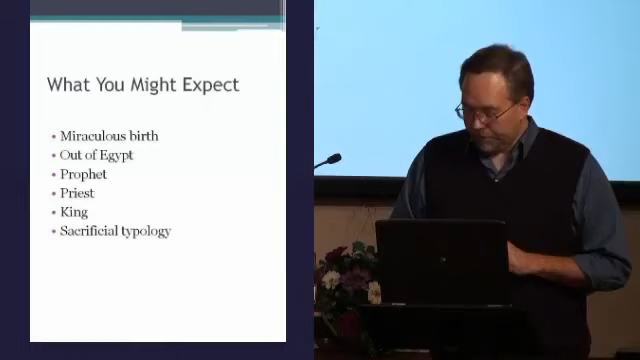 What You Might Expect
• Miraculous birth
• Out of Egypt
• Prophet
• Priest
• King
• Sacrificial typology